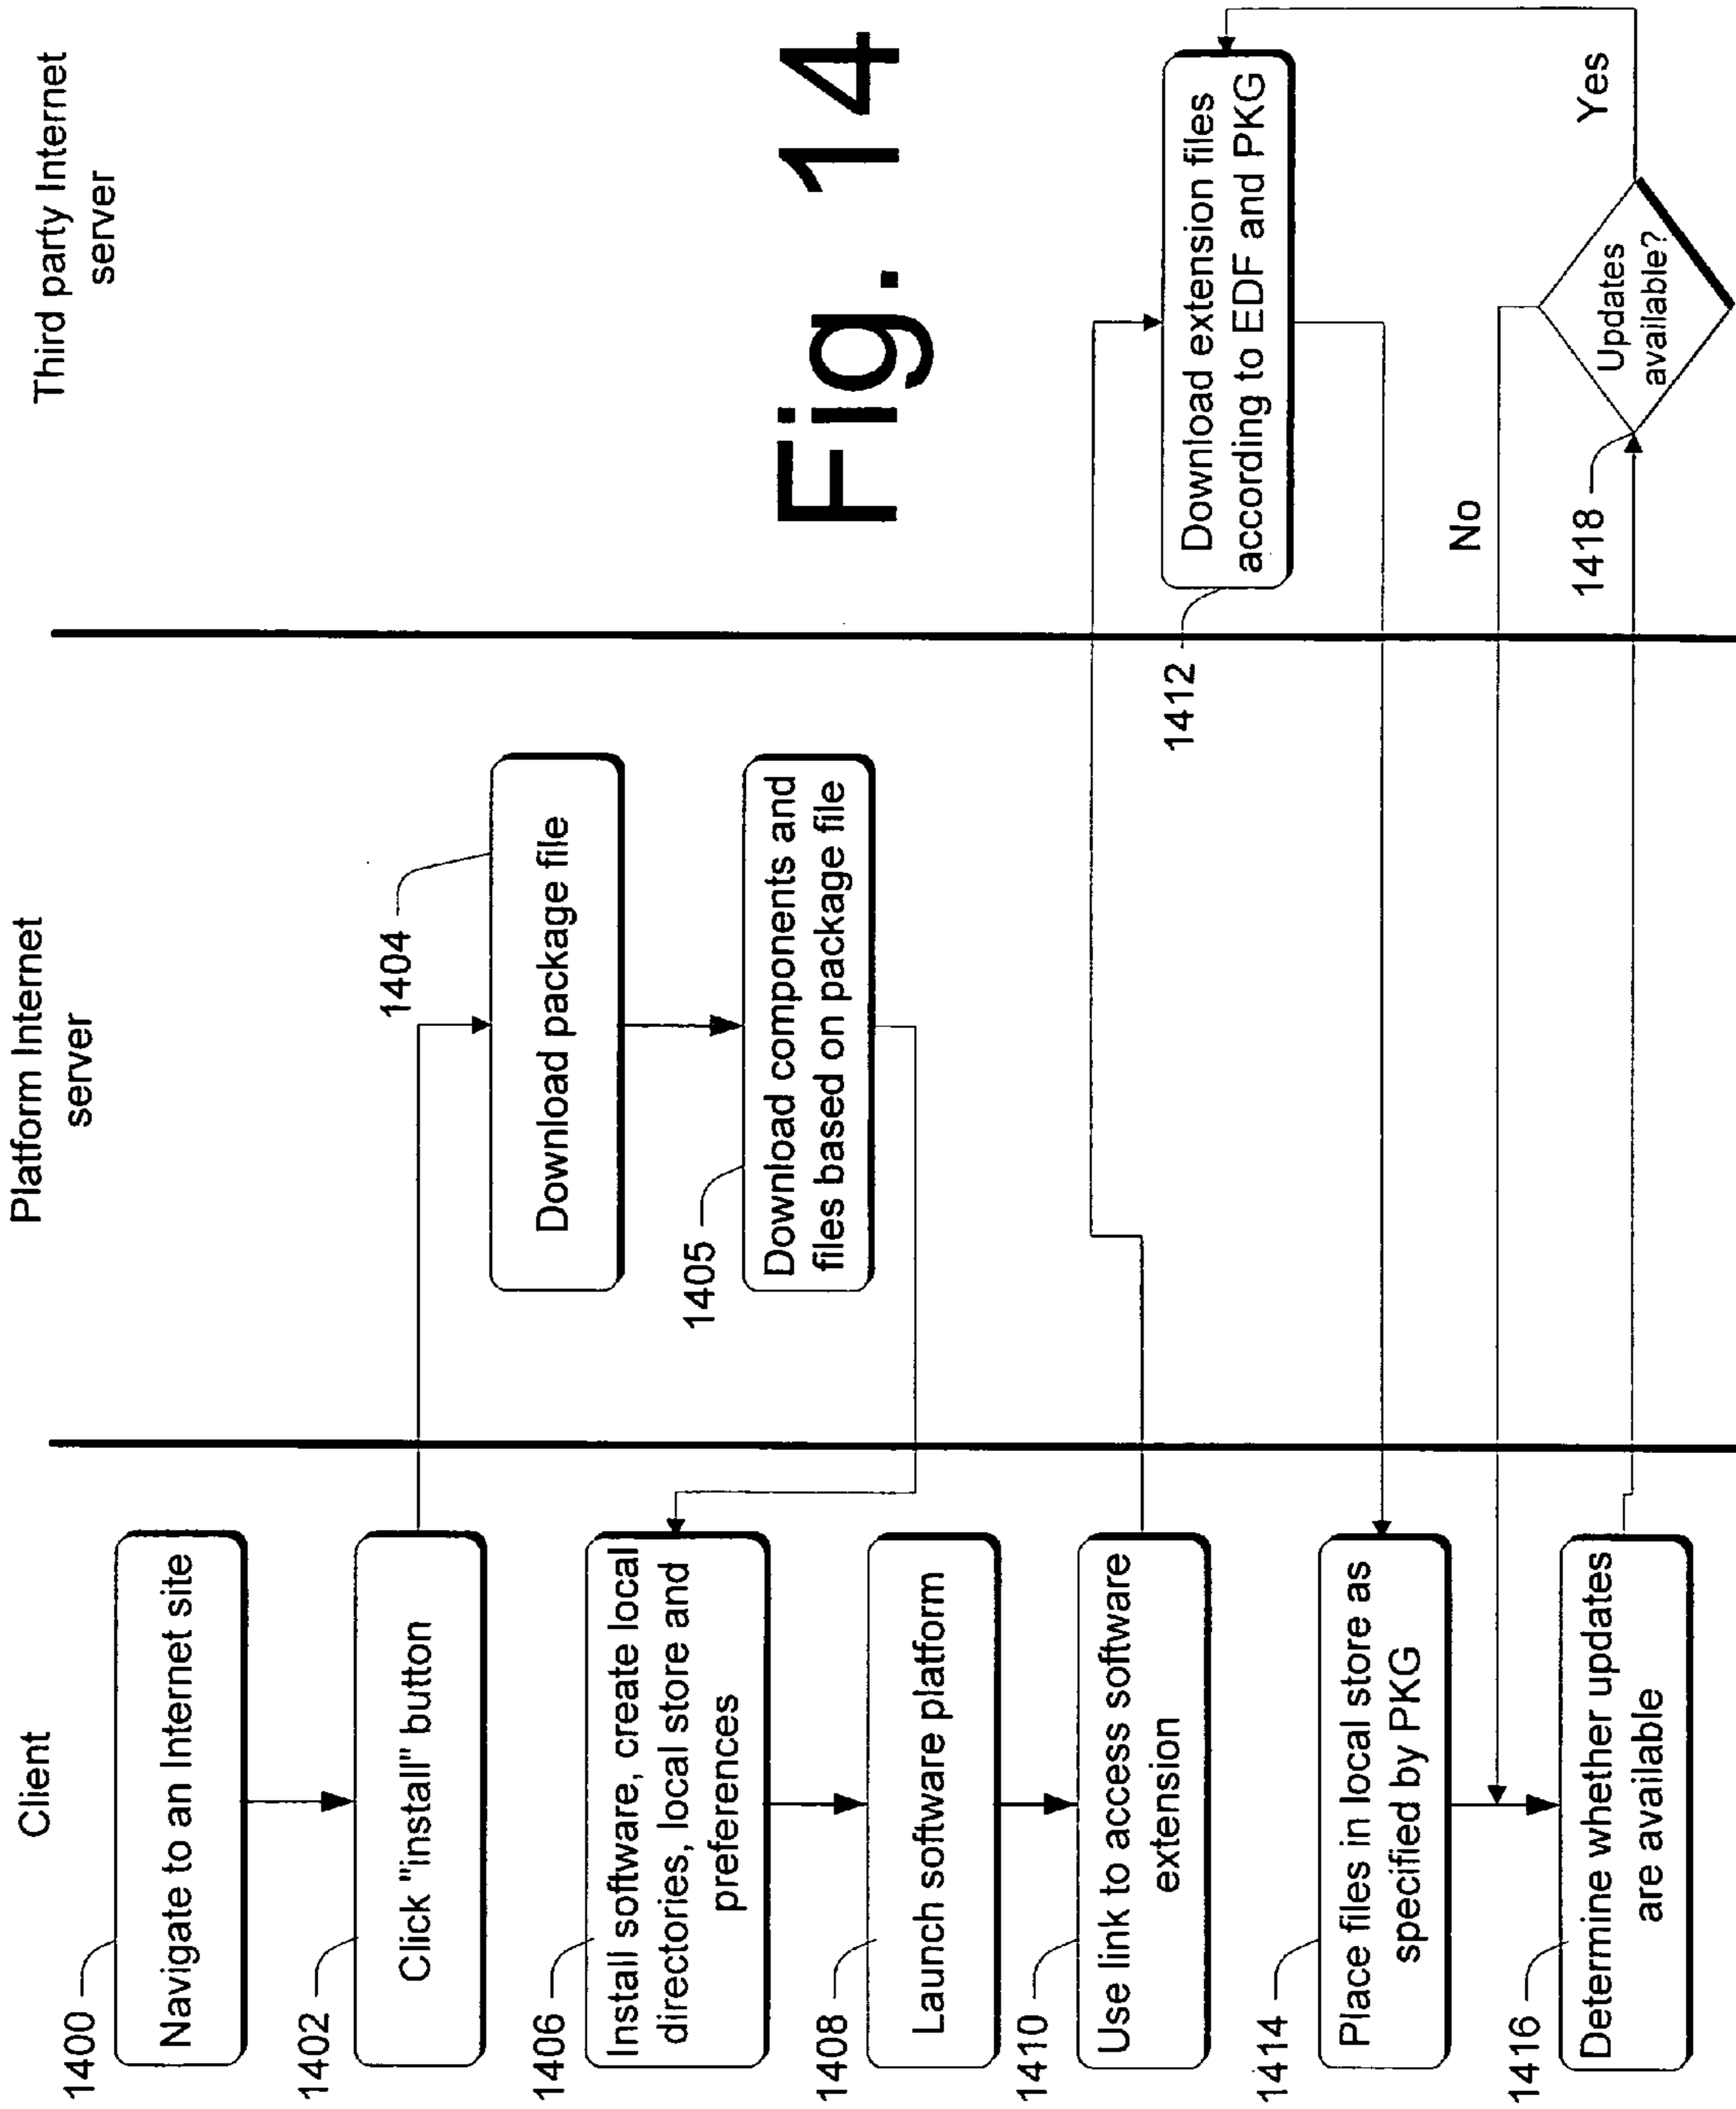 Client
Platform Internet
server
Third party Internet
server
1400
Navigate to an Internet site
1402
Click "install" button
1404
Download package file
1405
Download components and
files based on package file
1406
Install software, create local
directories, local store and
preferences
1408
Launch software platform
1410
Use link to access software
extension
1412
Download extension files
according to EDF and PKG
1414
Place files in local store as
specified by PKG
1416
Determine whether updates
are available
1418
Updates
available?
No
Yes
Fig. 14